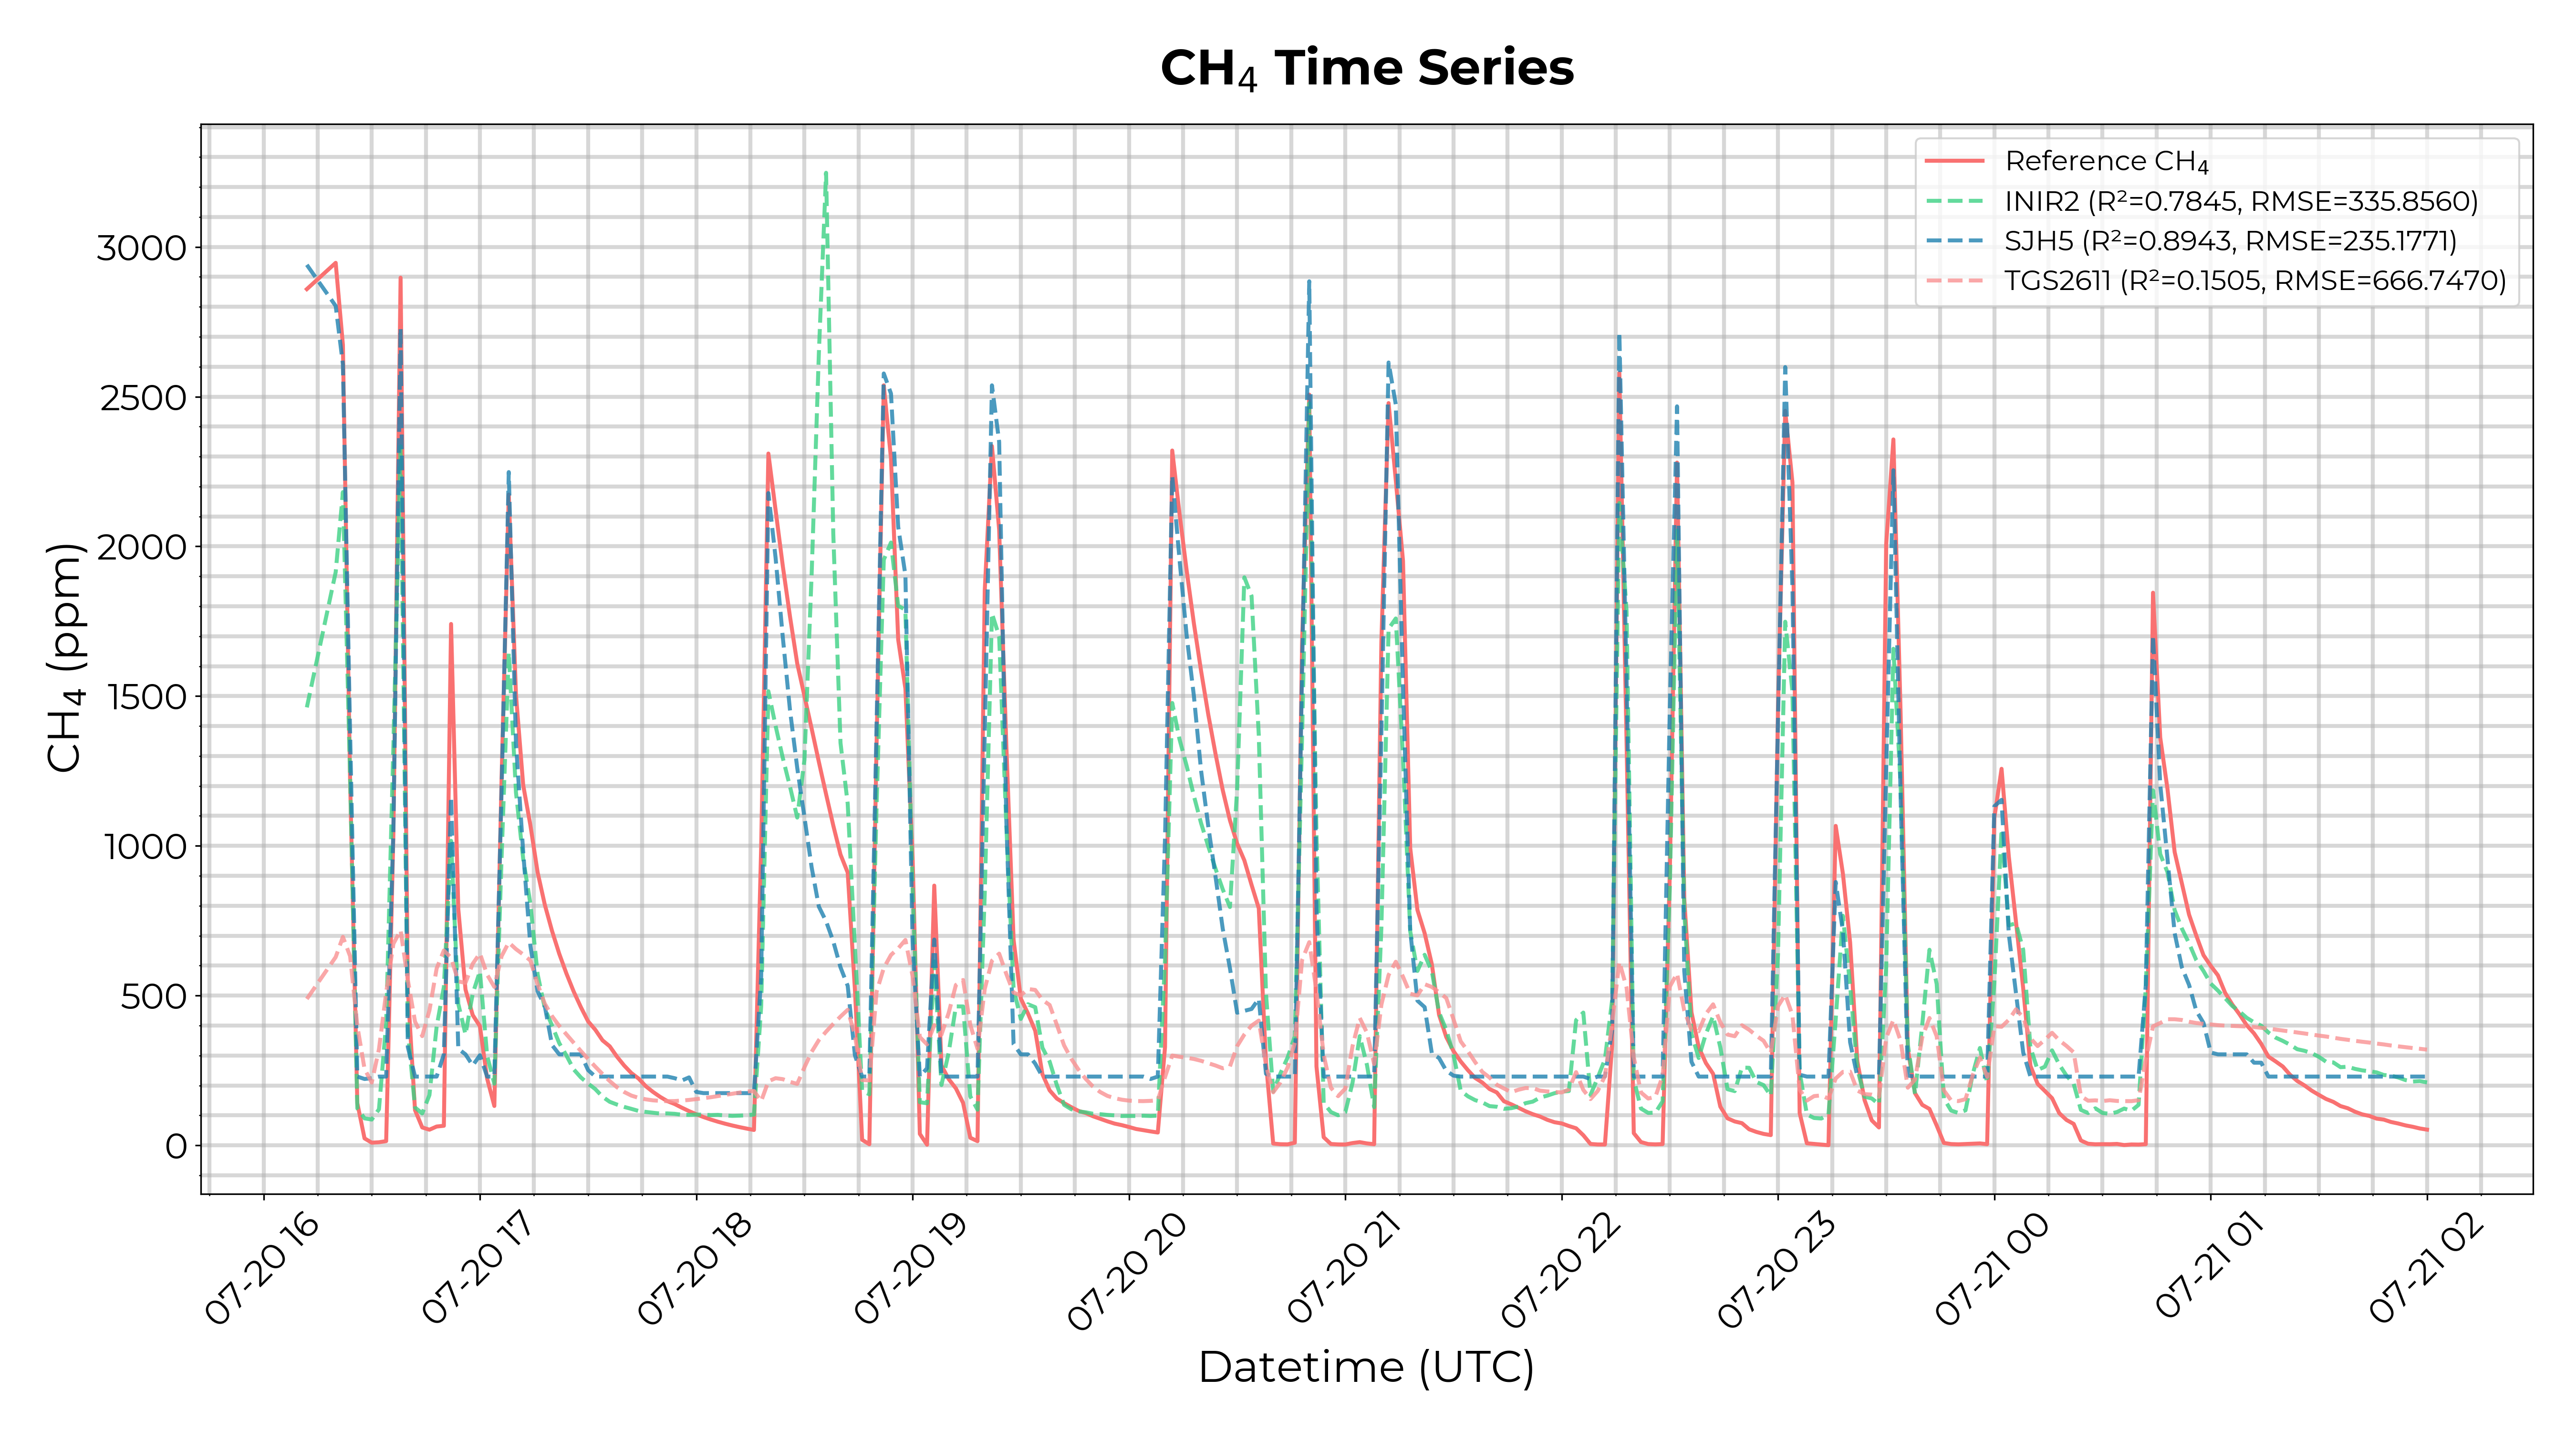 CH₄ Time Series
Reference CH₄
INIR2 (R²=0.7845, RMSE=335.8560)
SJH5 (R²=0.8943, RMSE=235.1771)
TGS2611 (R²=0.1505, RMSE=666.7470)
CH₄ (ppm)
3000
2500
2000
1500
1000
500
0
07-20 16
07-20 17
07-20 18
07-20 19
07-20 20
07-20 21
07-20 22
07-20 23
07-21 00
07-21 01
07-21 02
Datetime (UTC)